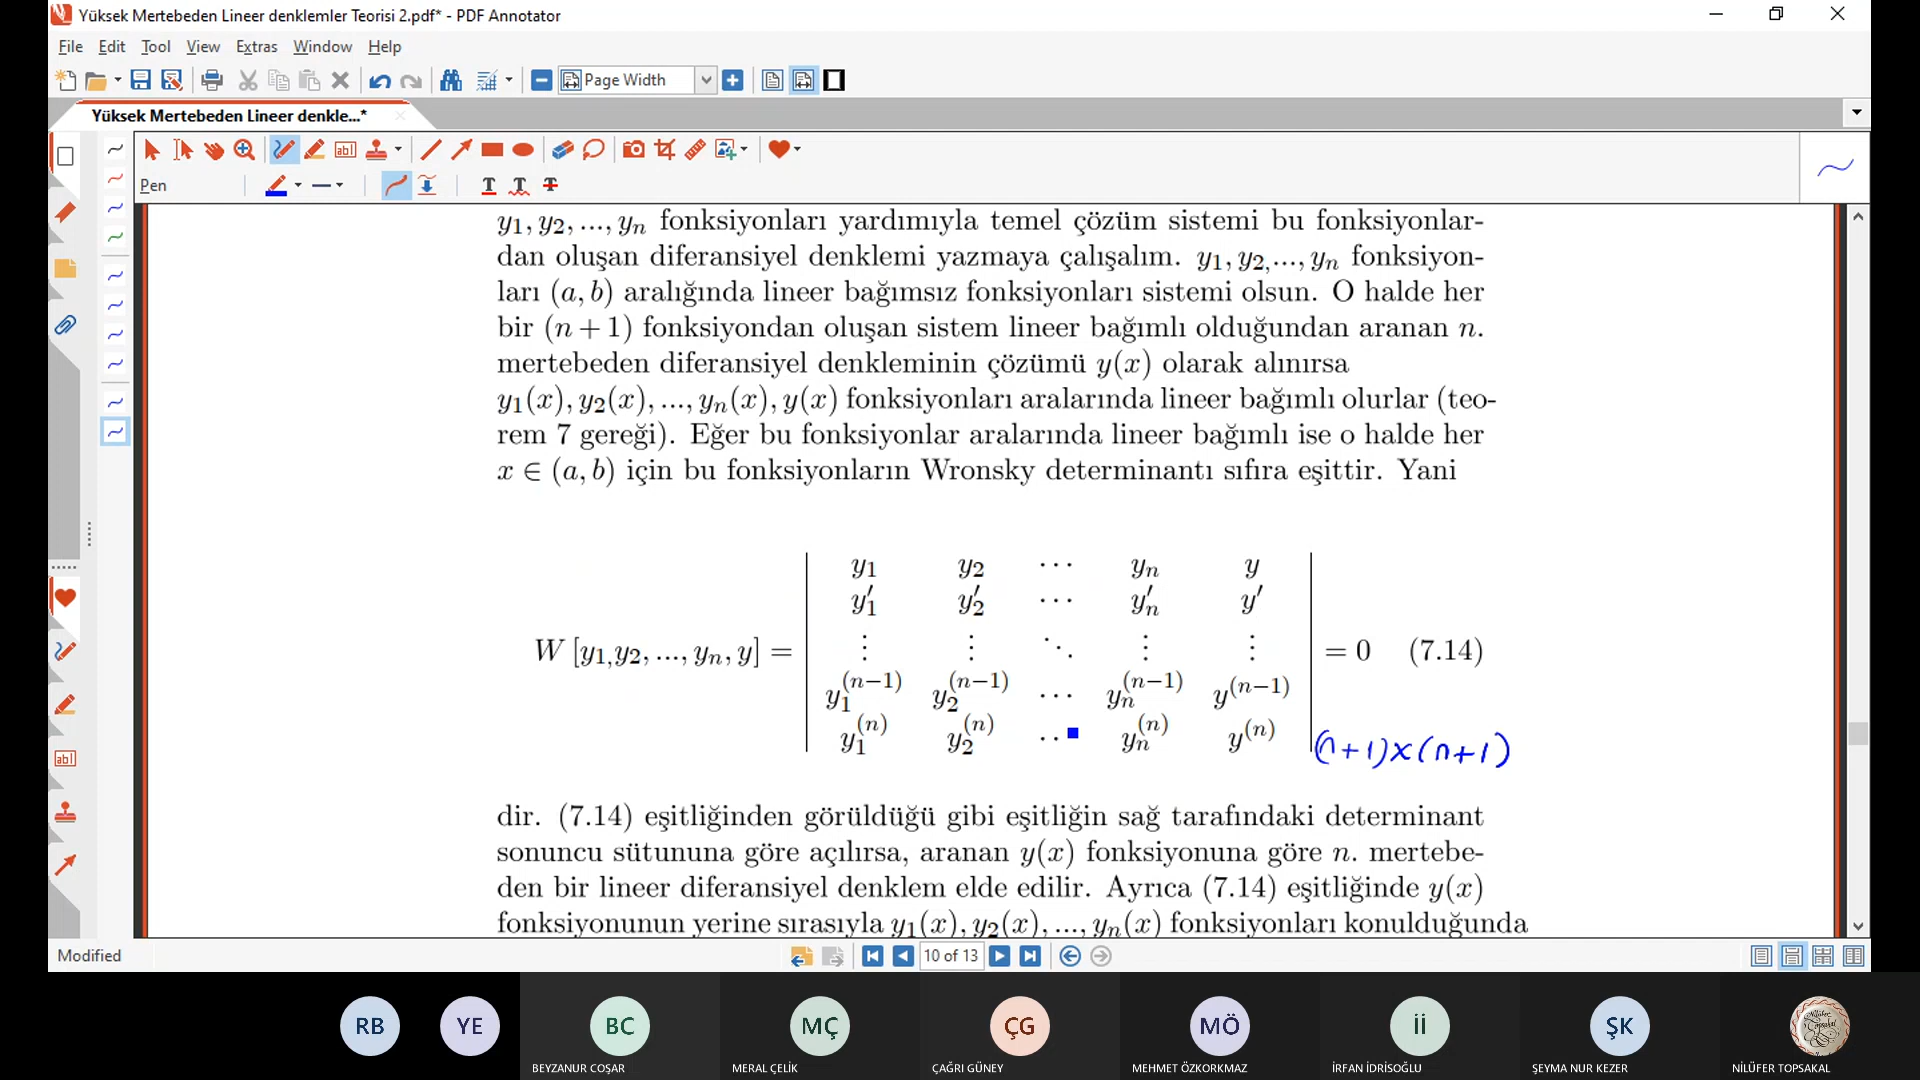 Yüksek Mertebeden Lineer denklemler Teorisi 2.pdf* - PDF Annotator
File Edit Tool View Extras Window Help
Page Width
Yüksek Mertebeden Lineer denkle...*
Pen
y₁, y₂, ..., yₙ fonksiyonları yardımıyla temel çözüm sistemi bu fonksiyonlar-
dan oluşan diferansiyel denklemi yazmaya çalışalım. y₁, y₂,..., yₙ fonksiyon-
ları (a, b) aralığında lineer bağımsız fonksiyonları sistemi olsun. O halde her
bir (n + 1) fonksiyondan oluşan sistem lineer bağımlı olduğundan aranan n.
mertebeden diferansiyel denkleminin çözümü y(x) olarak alınırsa
y₁(x), y₂(x), ..., yₙ(x), y(x) fonksiyonları aralarında lineer bağımlı olurlar (teo-
rem 7 gereği). Eğer bu fonksiyonlar aralarında lineer bağımlı ise o halde her
x ∈ (a, b) için bu fonksiyonların Wronsky determinantı sıfıra eşittir. Yani
y₁ y₂ ··· yₙ y
y₁′ y₂′ ··· yₙ′ y′
W [y₁,y₂, ..., yₙ, y] = ⋮ ⋮ ⋱ ⋮ ⋮ = 0 (7.14)
y₁⁽ⁿ⁻¹⁾ y₂⁽ⁿ⁻¹⁾ ··· yₙ⁽ⁿ⁻¹⁾ y⁽ⁿ⁻¹⁾
y₁⁽ⁿ⁾ y₂⁽ⁿ⁾ ·· yₙ⁽ⁿ⁾ y⁽ⁿ⁾ (n+1)x(n+1)
dir. (7.14) eşitliğinden görüldüğü gibi eşitliğin sağ tarafındaki determinant
sonuncu sütununa göre açılırsa, aranan y(x) fonksiyonuna göre n. mertebe-
den bir lineer diferansiyel denklem elde edilir. Ayrıca (7.14) eşitliğinde y(x)
fonksiyonunun yerine sırasıyla y₁(x), y₂(x), ..., yₙ(x) fonksiyonları konulduğunda
Modified 10 of 13
RB YE BC MÇ ÇG MÖ İİ ŞK
BEYZANUR COŞAR MERAL ÇELİK ÇAĞRI GÜNEY MEHMET ÖZKORKMAZ İRFAN İDRİSOĞLU ŞEYMA NUR KEZER NİLÜFER TOPSAKAL